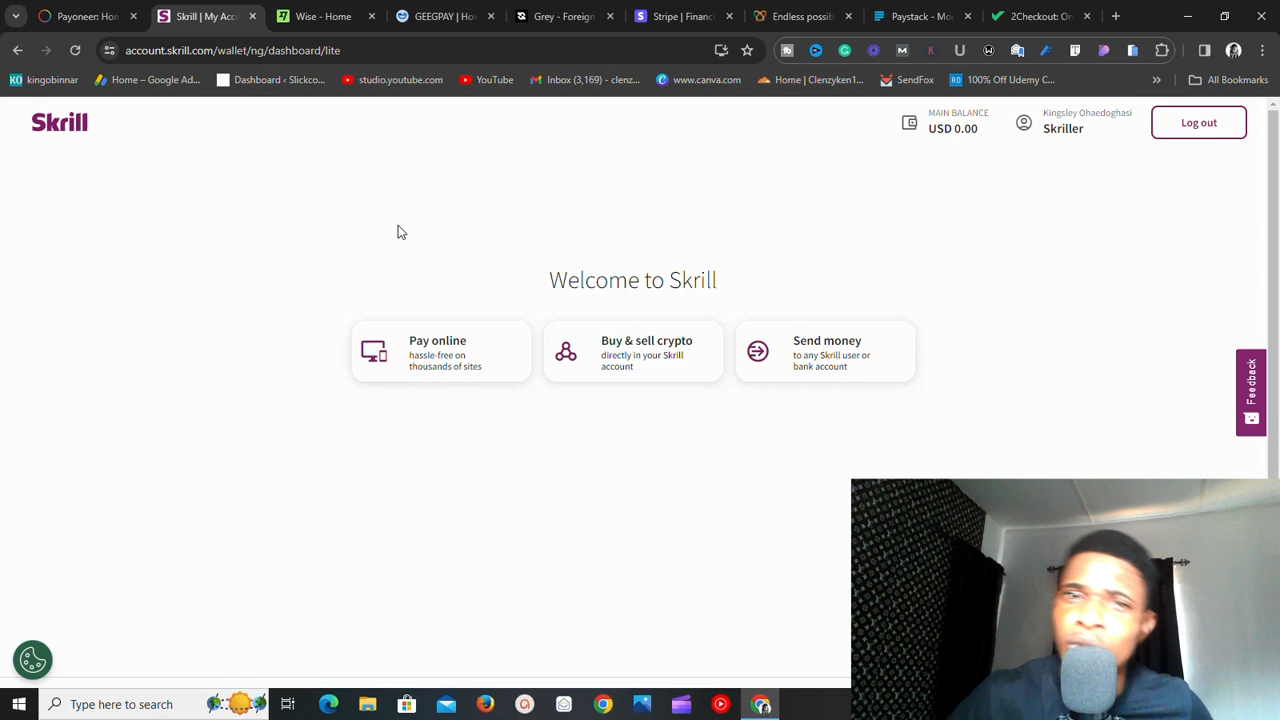 Payoneer: Hom
Skrill | My Acco
Wise - Home
GEEGPAY | Ho
Grey - Foreign
Stripe | Financi
Endless possib
Paystack - Mo
2Checkout: On
account.skrill.com/wallet/ng/dashboard/lite
kingobinnar
Home – Google Ad...
Dashboard ‹ Slickco...
studio.youtube.com
YouTube
Inbox (3,169) - clenz...
www.canva.com
Home | Clenzyken1...
SendFox
RD
100% Off Udemy C...
All Bookmarks
Skrill
MAIN BALANCE
USD 0.00
Kingsley Ohaedoghasi
Skriller
Log out
Welcome to Skrill
Pay online
hassle-free on
thousands of sites
Buy & sell crypto
directly in your Skrill
account
Send money
to any Skrill user or
bank account
Feedback
Type here to search